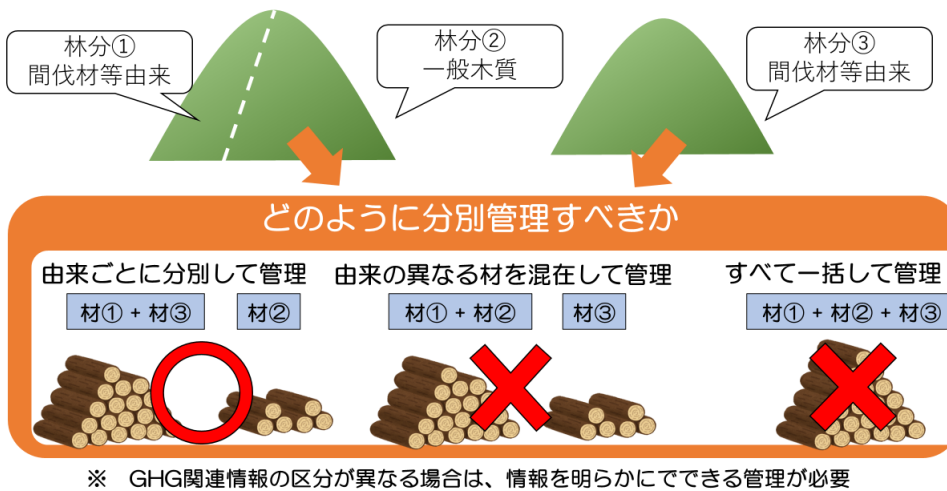 林分①
間伐材等由来
林分②
一般木質
林分③
間伐材等由来
どのように分別管理すべきか
由来ごとに分別して管理
材① + 材③
材②
由来の異なる材を混在して管理
材① + 材②
材③
すべて一括して管理
材① + 材② + 材③
※ GHG関連情報の区分が異なる場合は、情報を明らかにでできる管理が必要